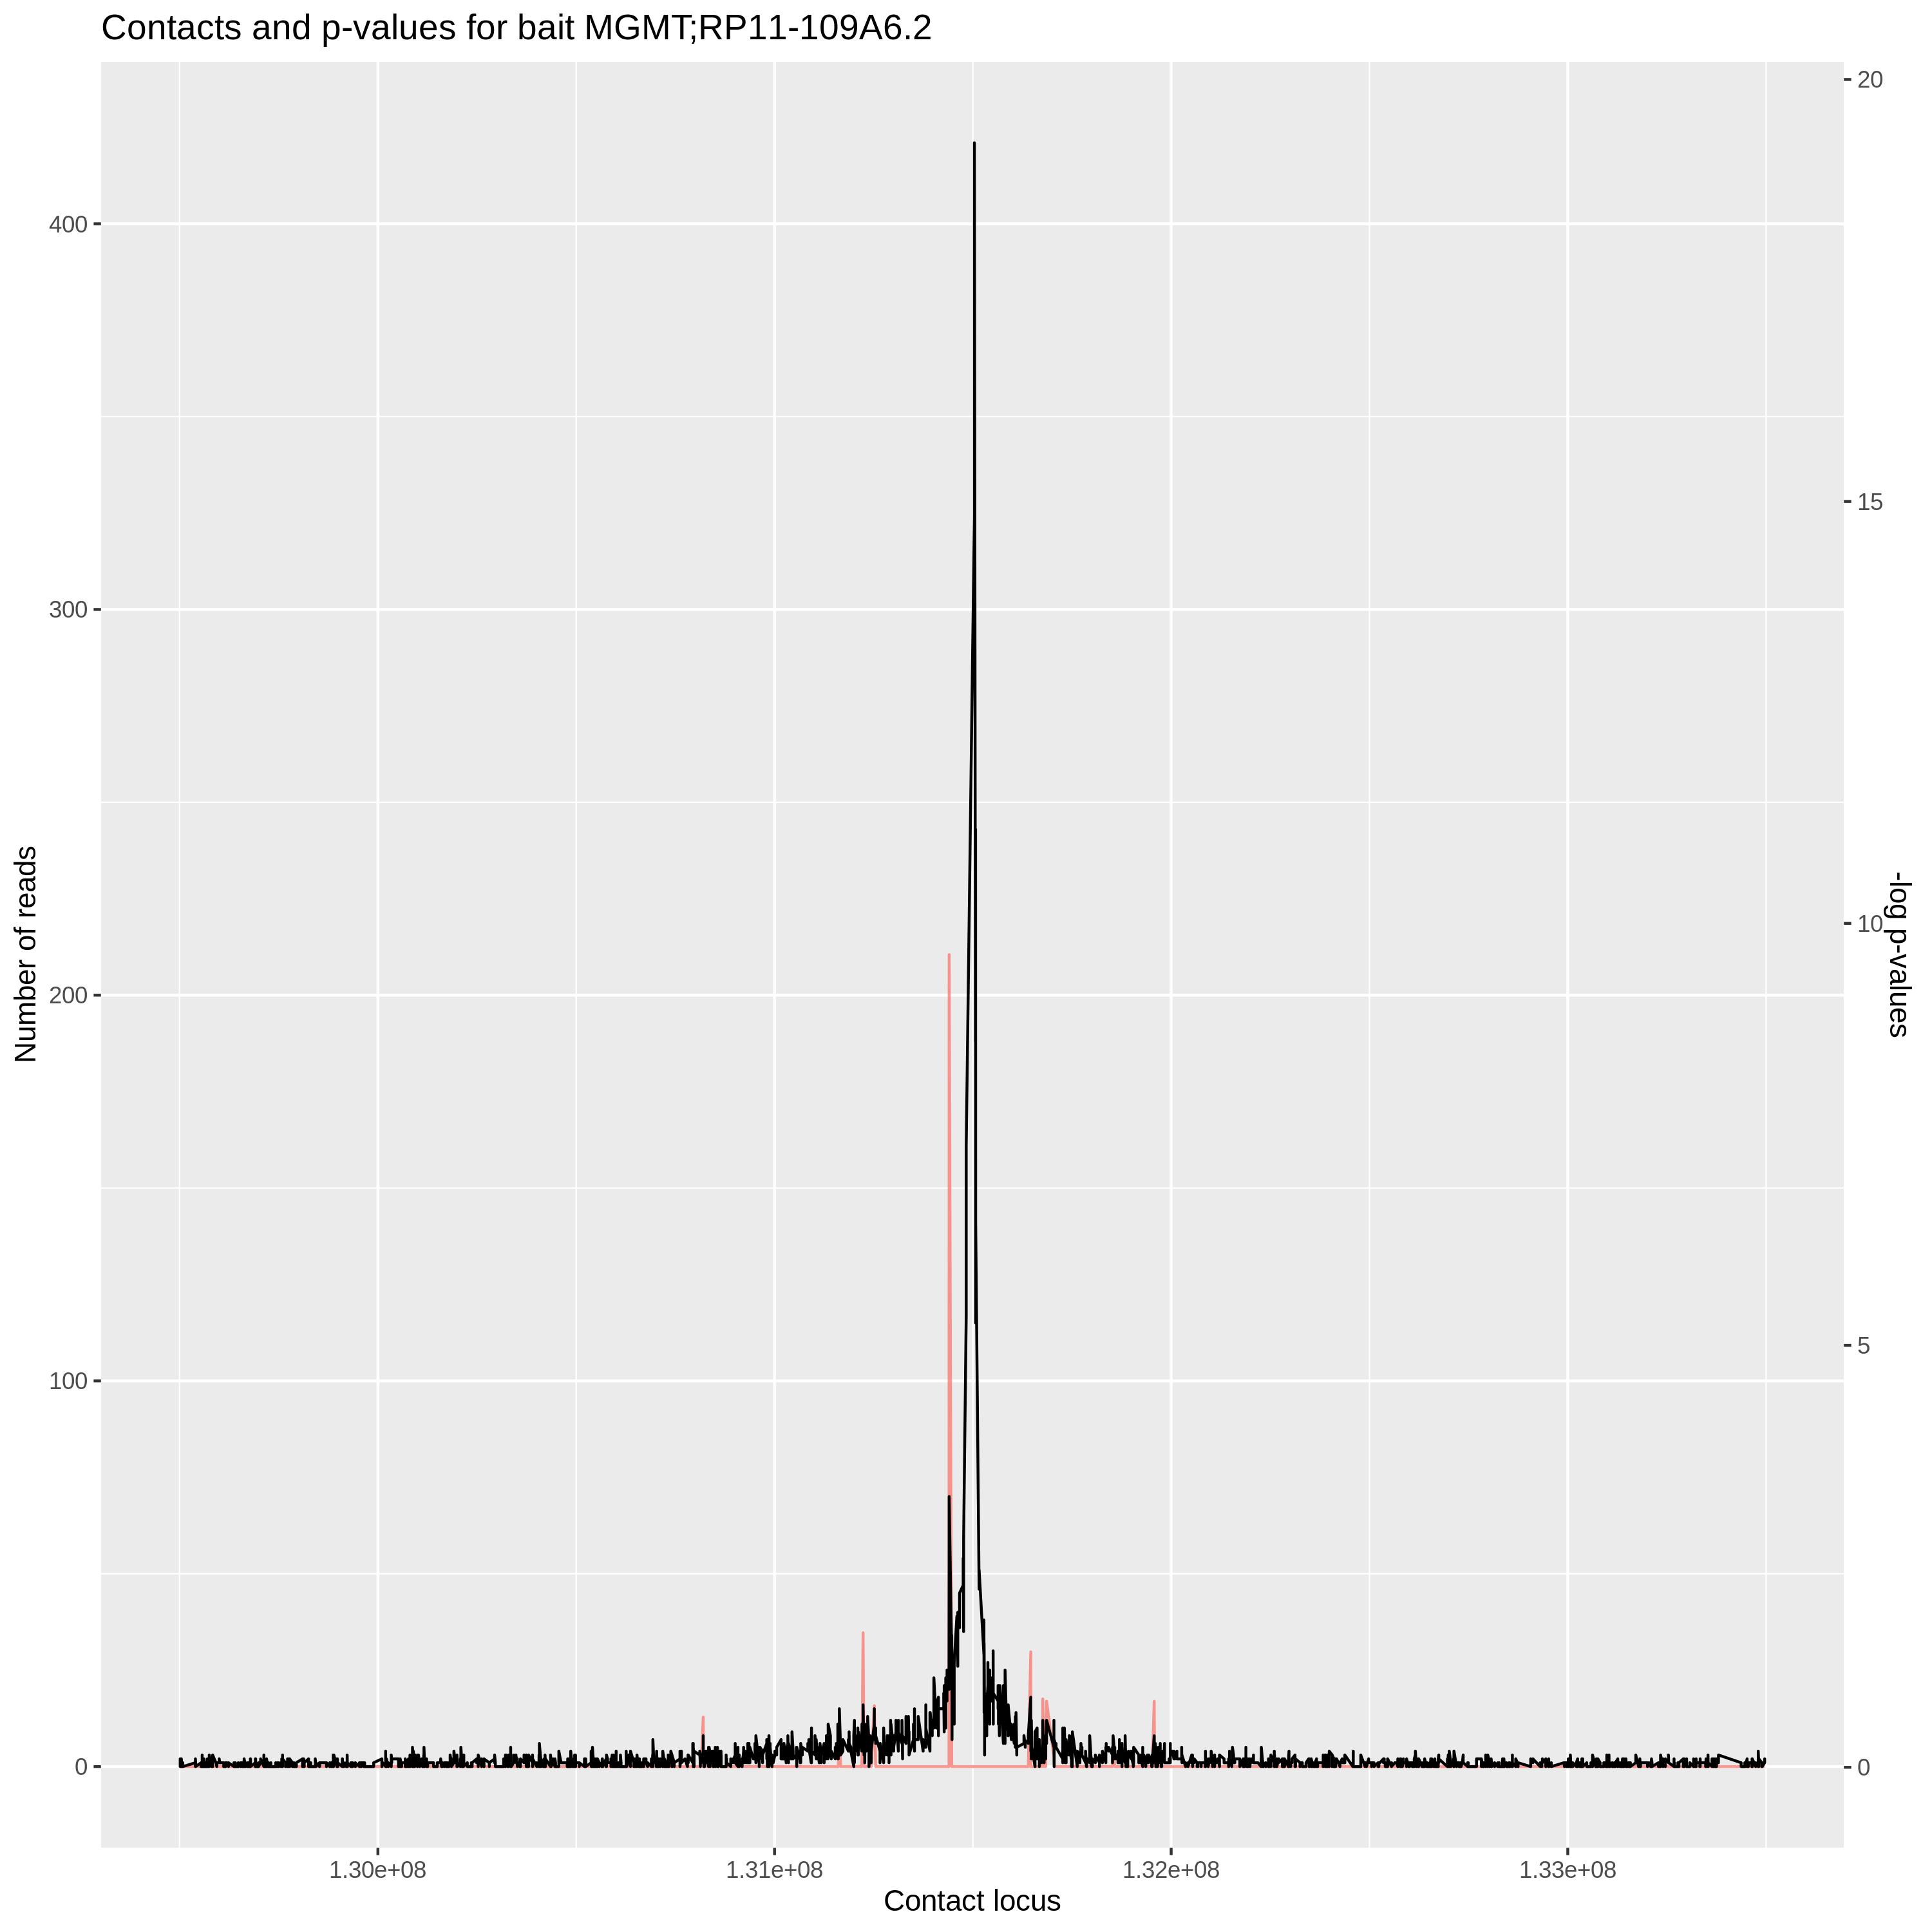 Contacts and p-values for bait MGMT;RP11-109A6.2
Number of reads
400
300
200
100
0
20
15
10
5
0
-log p-values
1.30e+08 1.31e+08 1.32e+08 1.33e+08
Contact locus